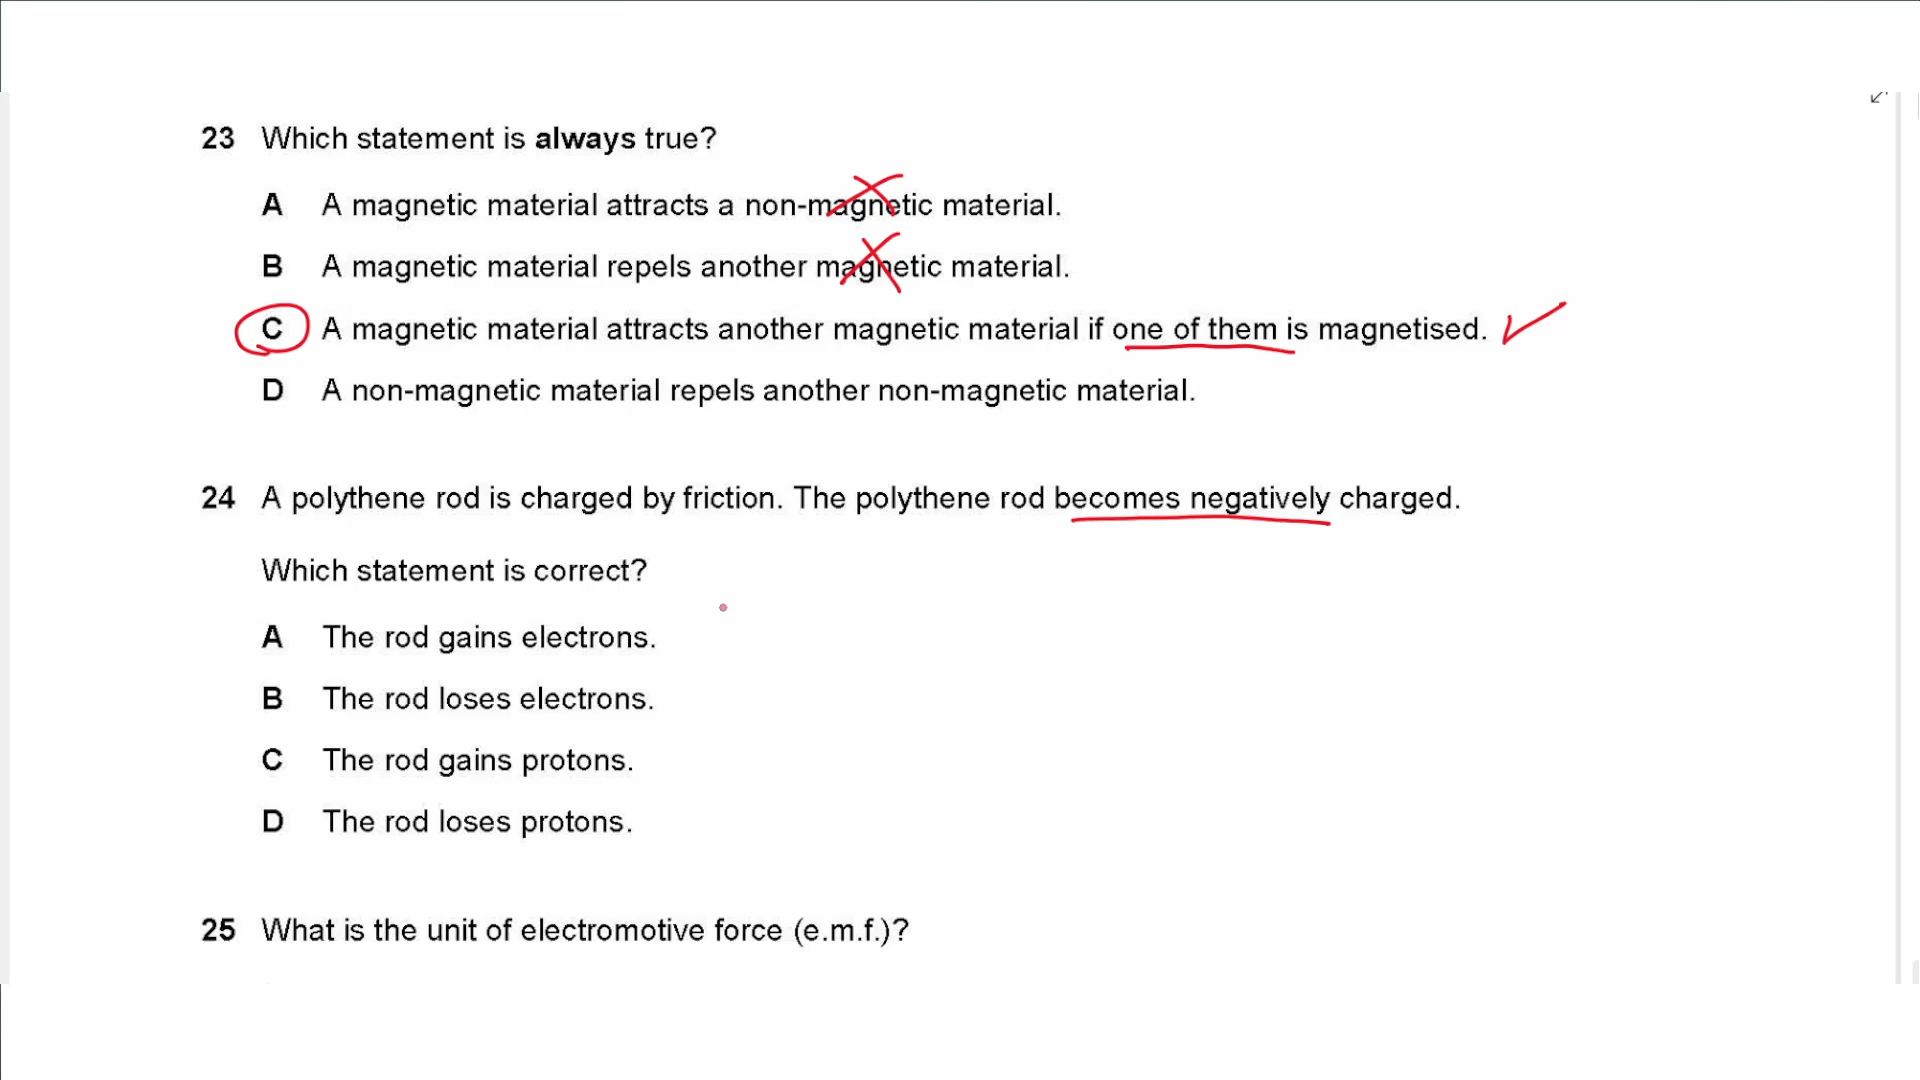 23 Which statement is always true?
A A magnetic material attracts a non-magnetic material.
B A magnetic material repels another magnetic material.
C A magnetic material attracts another magnetic material if one of them is magnetised.
D A non-magnetic material repels another non-magnetic material.
24 A polythene rod is charged by friction. The polythene rod becomes negatively charged.
Which statement is correct?
A The rod gains electrons.
B The rod loses electrons.
C The rod gains protons.
D The rod loses protons.
25 What is the unit of electromotive force (e.m.f.)?